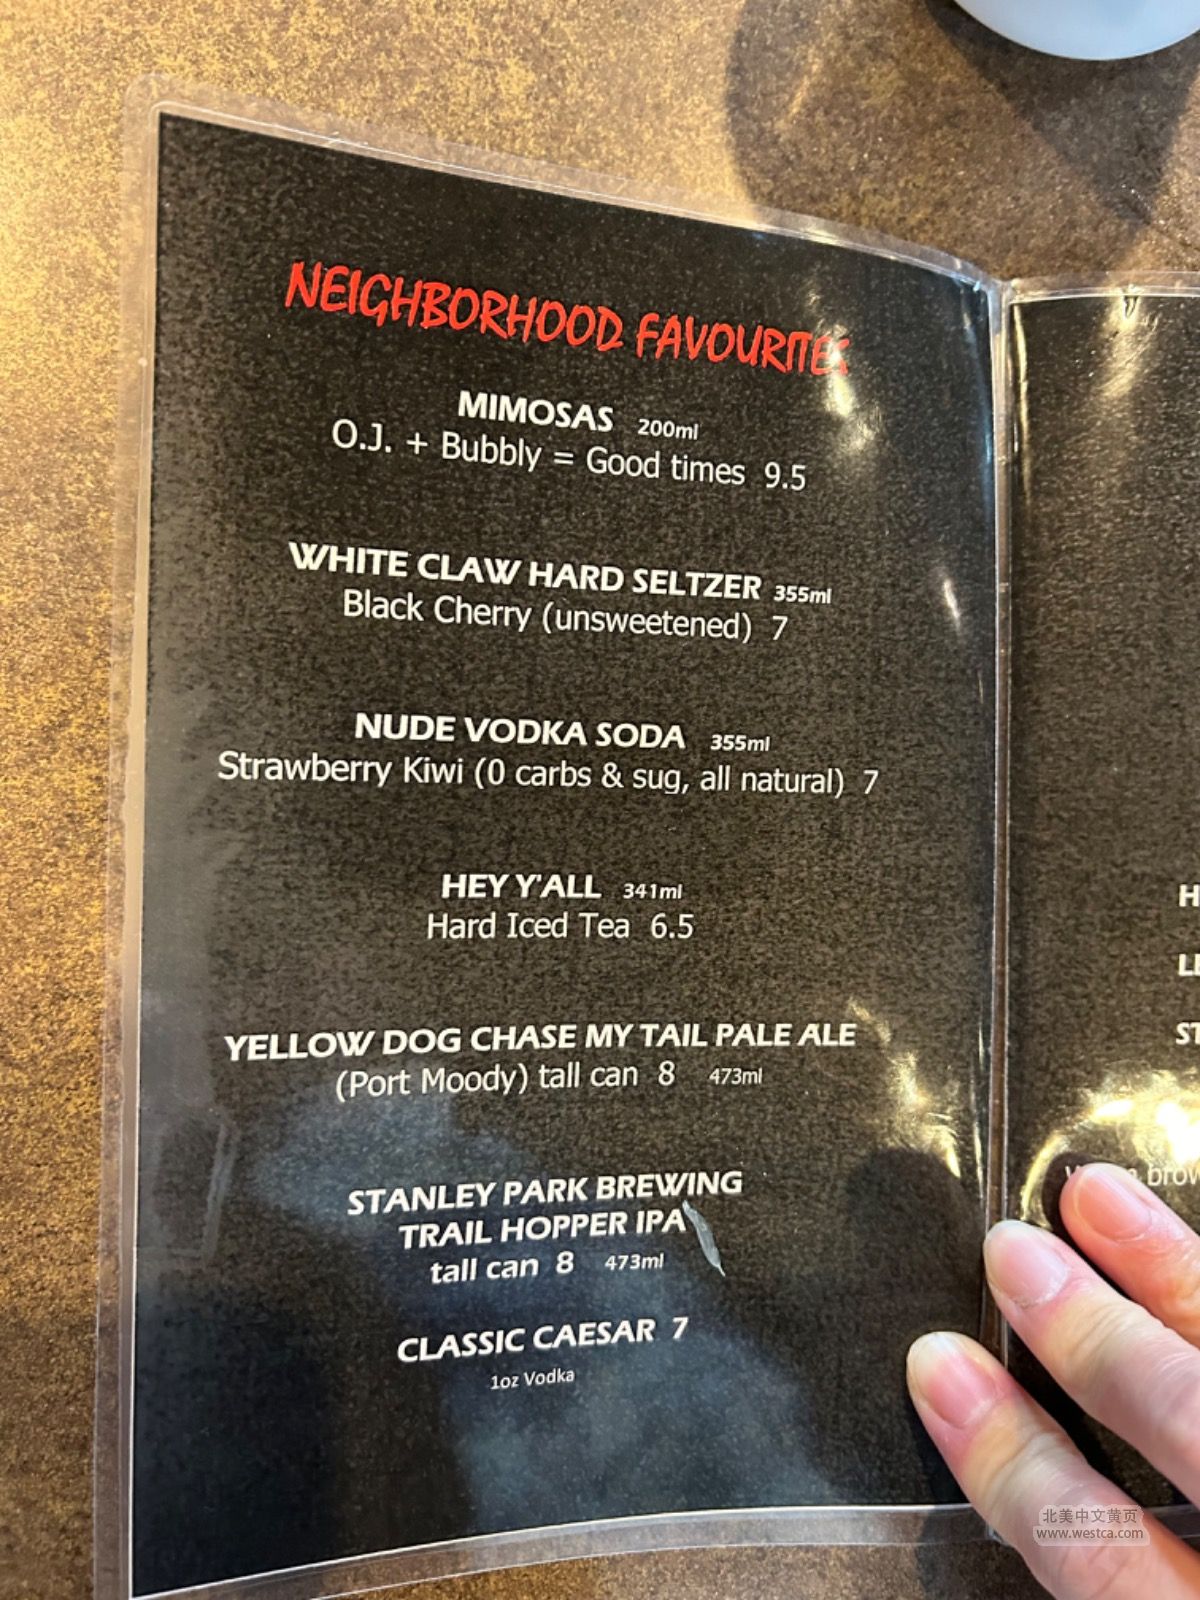 NEIGHBORHOOD FAVOURITES
MIMOSAS 200ml
O.J. + Bubbly = Good times 9.5
WHITE CLAW HARD SELTZER 355ml
Black Cherry (unsweetened) 7
NUDE VODKA SODA 355ml
Strawberry Kiwi (0 carbs & sug, all natural) 7
HEY Y'ALL 341ml
Hard Iced Tea 6.5
YELLOW DOG CHASE MY TAIL PALE ALE
(Port Moody) tall can 8 473ml
STANLEY PARK BREWING
TRAIL HOPPER IPA
tall can 8 473ml
CLASSIC CAESAR 7
1oz Vodka
北美中文黄页
www.westca.com